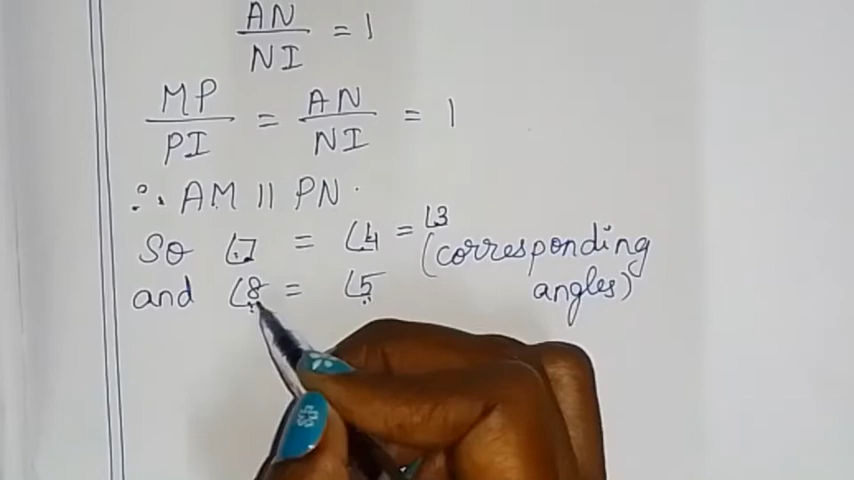 AN/NI = 1
MP/PI = AN/NI = 1
∴ AM || PN.
So ∠7 = ∠4 = ∠3 (corresponding
and ∠8 = ∠5 angles)